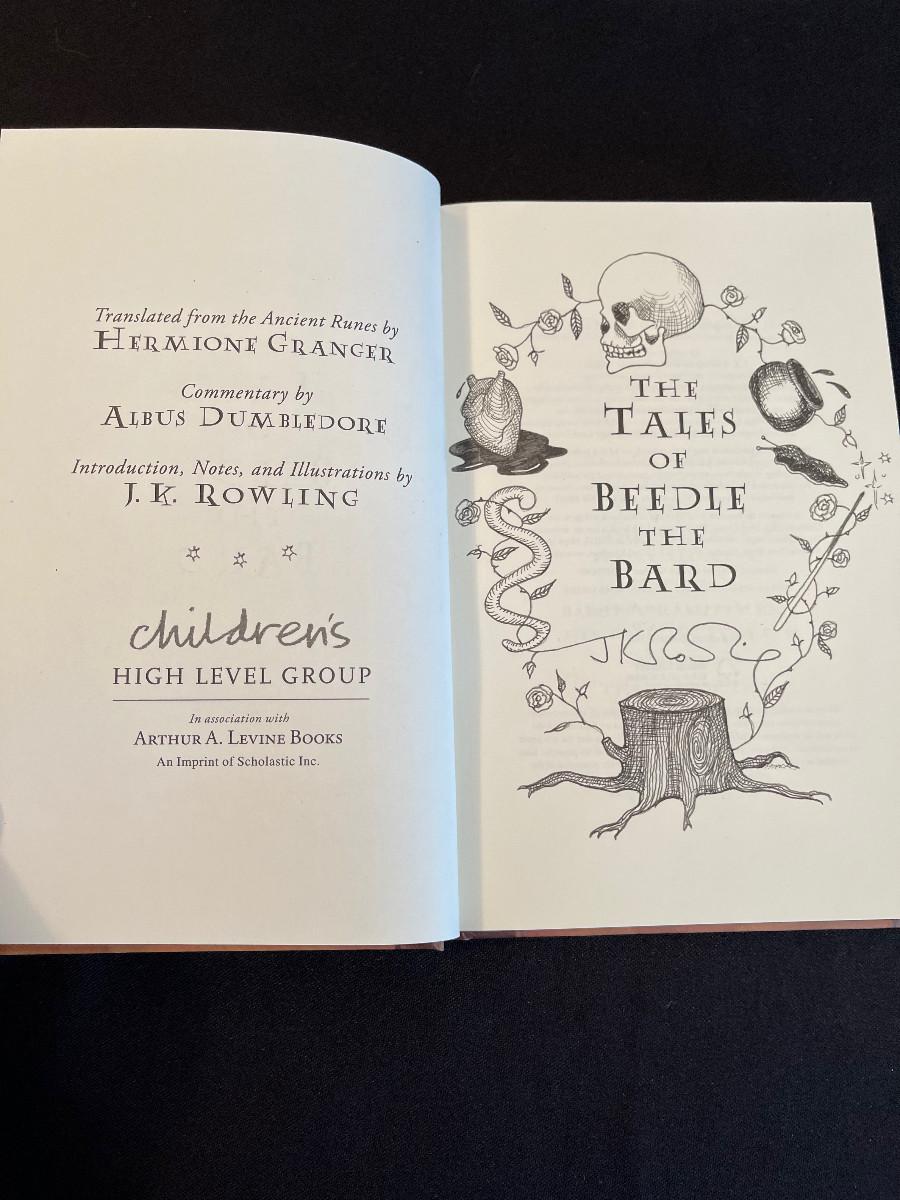 Translated from the Ancient Runes by
HERMIONE GRANGER
Commentary by
ALBUS DUMBLEDORE
Introduction, Notes, and Illustrations by
J. K. ROWLING
children's
HIGH LEVEL GROUP
In association with
ARTHUR A. LEVINE BOOKS
An Imprint of Scholastic Inc.
THE
TALES
OF
BEEDLE
THE
BARD